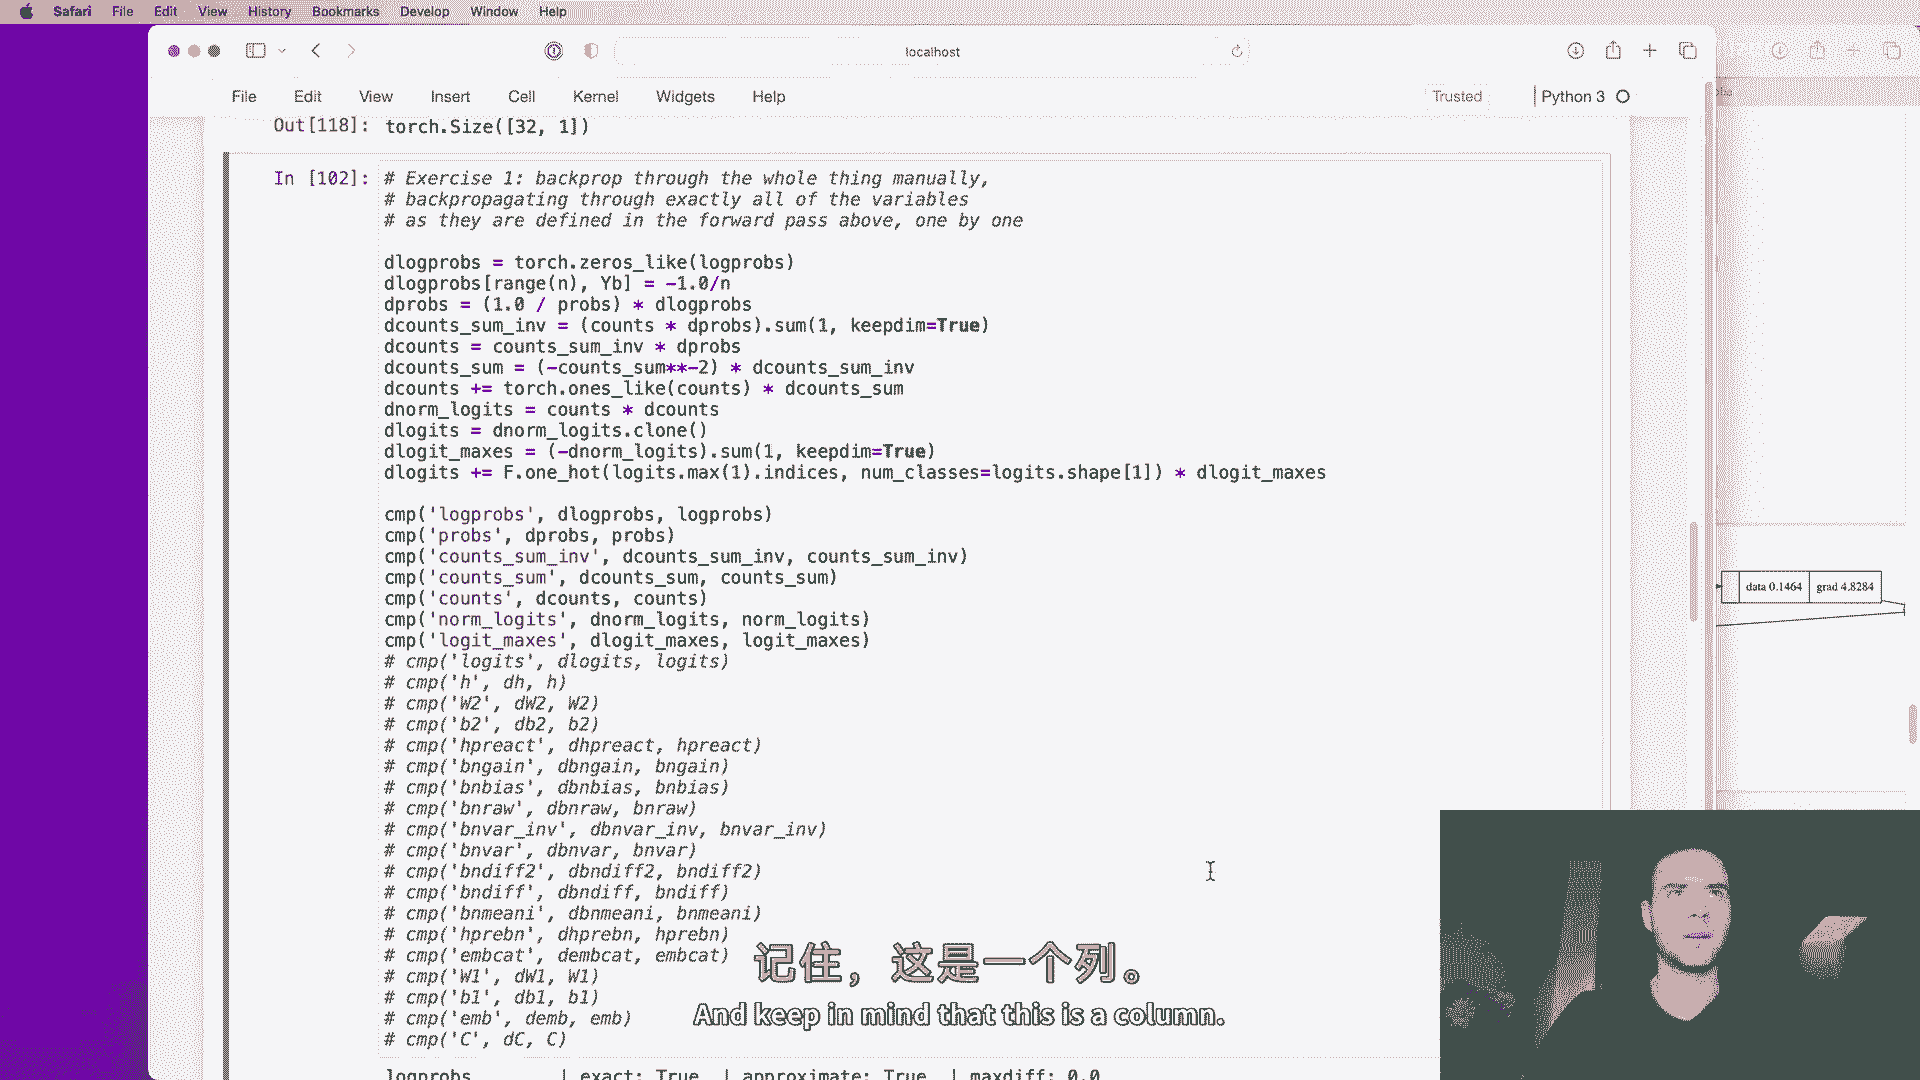 Safari File Edit View History Bookmarks Develop Window Help
localhost
File Edit View Insert Cell Kernel Widgets Help Trusted Python 3
Out[118]: torch.Size([32, 1])
In [102]: # Exercise 1: backprop through the whole thing manually,
# backpropagating through exactly all of the variables
# as they are defined in the forward pass above, one by one
dlogprobs = torch.zeros_like(logprobs)
dlogprobs[range(n), Yb] = -1.0/n
dprobs = (1.0 / probs) * dlogprobs
dcounts_sum_inv = (counts * dprobs).sum(1, keepdim=True)
dcounts = counts_sum_inv * dprobs
dcounts_sum = (-counts_sum**-2) * dcounts_sum_inv
dcounts += torch.ones_like(counts) * dcounts_sum
dnorm_logits = counts * dcounts
dlogits = dnorm_logits.clone()
dlogit_maxes = (-dnorm_logits).sum(1, keepdim=True)
dlogits += F.one_hot(logits.max(1).indices, num_classes=logits.shape[1]) * dlogit_maxes
cmp('logprobs', dlogprobs, logprobs)
cmp('probs', dprobs, probs)
cmp('counts_sum_inv', dcounts_sum_inv, counts_sum_inv)
cmp('counts_sum', dcounts_sum, counts_sum)
cmp('counts', dcounts, counts)
cmp('norm_logits', dnorm_logits, norm_logits)
cmp('logit_maxes', dlogit_maxes, logit_maxes)
# cmp('logits', dlogits, logits)
# cmp('h', dh, h)
# cmp('W2', dW2, W2)
# cmp('b2', db2, b2)
# cmp('hpreact', dhpreact, hpreact)
# cmp('bngain', dbngain, bngain)
# cmp('bnbias', dbnbias, bnbias)
# cmp('bnraw', dbnraw, bnraw)
# cmp('bnvar_inv', dbnvar_inv, bnvar_inv)
# cmp('bnvar', dbnvar, bnvar)
# cmp('bndiff2', dbndiff2, bndiff2)
# cmp('bndiff', dbndiff, bndiff)
# cmp('bnmeani', dbnmeani, bnmeani)
# cmp('hprebn', dhprebn, hprebn)
# cmp('embcat', dembcat, embcat)
# cmp('W1', dW1, W1)
# cmp('b1', db1, b1)
# cmp('emb', demb, emb)
# cmp('C', dC, C)
logprobs | exact: True | approximate: True | maxdiff: 0.0
data 0.1464 grad 4.8284
记住，这是一个列。
And keep in mind that this is a column.